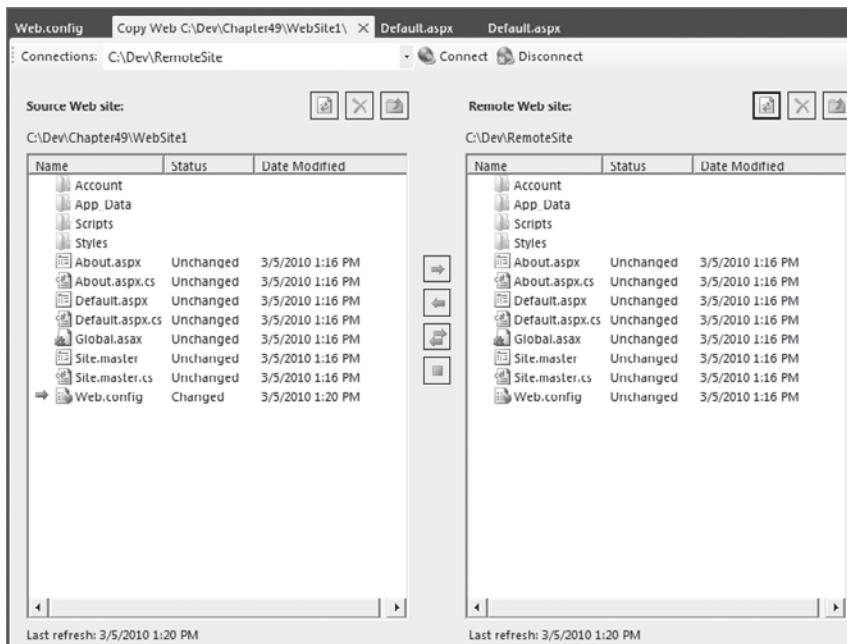 Web.config Copy Web C:\Dev\Chapter49\WebSite1\ Default.aspx Default.aspx
Connections: C:\Dev\RemoteSite Connect Disconnect
Source Web site:
C:\Dev\Chapter49\WebSite1
Name Status Date Modified
Account
App_Data
Scripts
Styles
About.aspx Unchanged 3/5/2010 1:16 PM
About.aspx.cs Unchanged 3/5/2010 1:16 PM
Default.aspx Unchanged 3/5/2010 1:16 PM
Default.aspx.cs Unchanged 3/5/2010 1:16 PM
Global.asax Unchanged 3/5/2010 1:16 PM
Site.master Unchanged 3/5/2010 1:16 PM
Site.master.cs Unchanged 3/5/2010 1:16 PM
Web.config Changed 3/5/2010 1:20 PM
Last refresh: 3/5/2010 1:20 PM
Remote Web site:
C:\Dev\RemoteSite
Name Status Date Modified
Account
App_Data
Scripts
Styles
About.aspx Unchanged 3/5/2010 1:16 PM
About.aspx.cs Unchanged 3/5/2010 1:16 PM
Default.aspx Unchanged 3/5/2010 1:16 PM
Default.aspx.cs Unchanged 3/5/2010 1:16 PM
Global.asax Unchanged 3/5/2010 1:16 PM
Site.master Unchanged 3/5/2010 1:16 PM
Site.master.cs Unchanged 3/5/2010 1:16 PM
Web.config Unchanged 3/5/2010 1:16 PM
Last refresh: 3/5/2010 1:20 PM